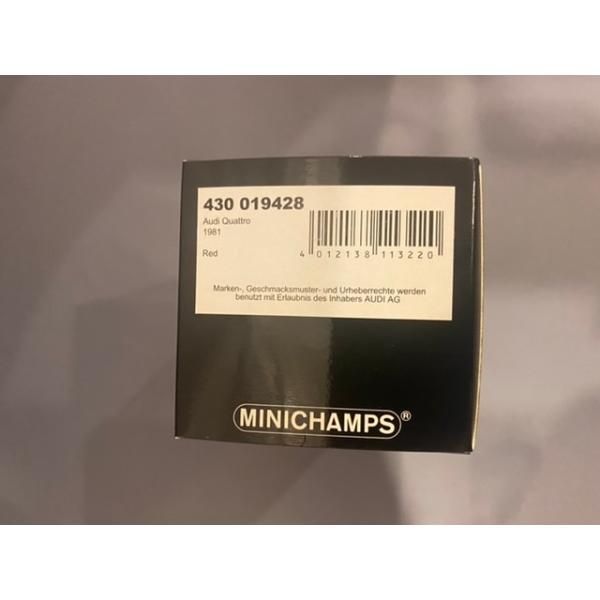 430 019428
Audi Quattro
1981
Red
4 012138 113220
Marken-, Geschmacksmuster- und Urheberrechte werden
benutzt mit Erlaubnis des Inhabers AUDI AG
MINICHAMPS®